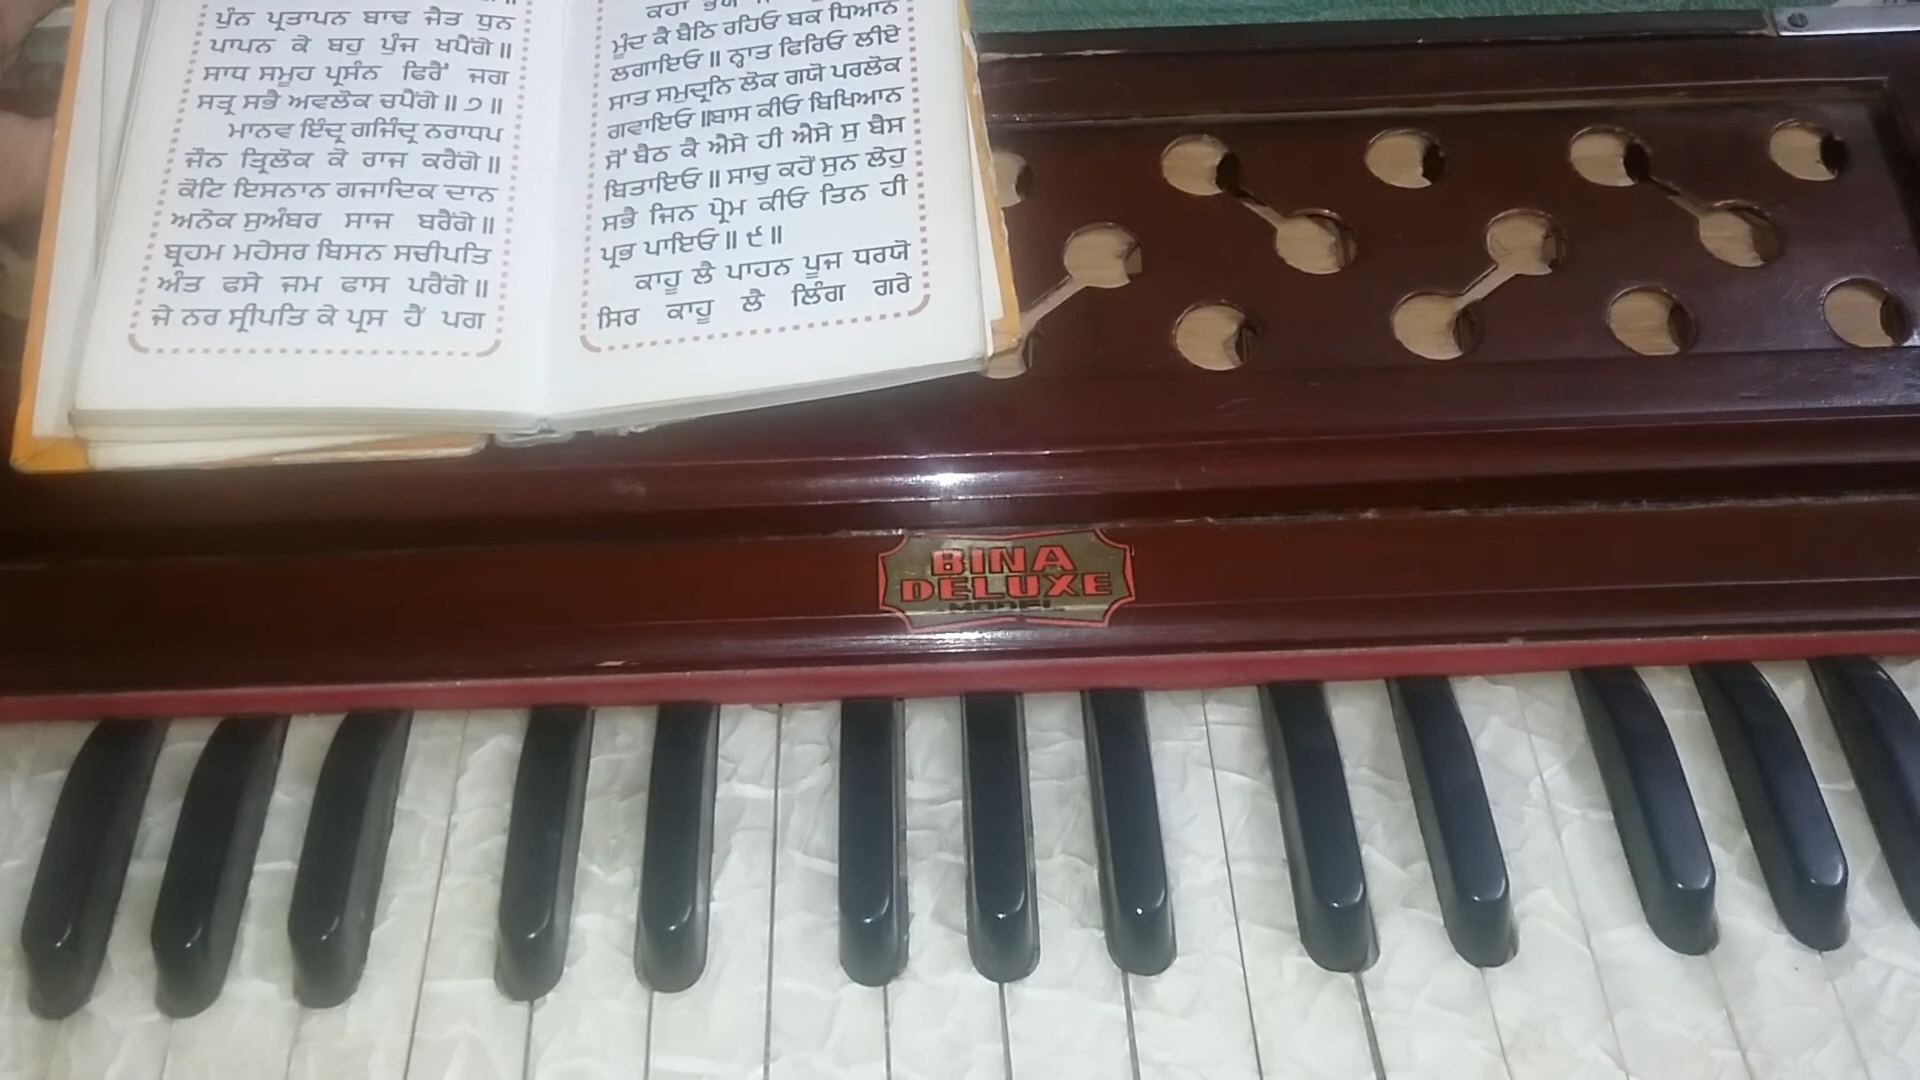 ਪੁੰਨ ਪ੍ਰਤਾਪਨ ਬਾਢ ਜੈਤ ਧੁਨ
ਪਾਪਨ ਕੇ ਬਹੁ ਪੁੰਜ ਖਪੈਂਗੇ॥
ਸਾਧ ਸਮੂਹ ਪ੍ਰਸੰਨ ਫਿਰੈਂ ਜਗ
ਸਤ੍ਰ ਸਭੈ ਅਵਲੋਕ ਚਪੈਂਗੇ॥੭॥
ਮਾਨਵ ਇੰਦ੍ਰ ਗਜਿੰਦ੍ਰ ਨਰਾਧਪ
ਜੌਨ ਤ੍ਰਿਲੋਕ ਕੋ ਰਾਜ ਕਰੈਂਗੇ॥
ਕੋਟਿ ਇਸਨਾਨ ਗਜਾਦਿਕ ਦਾਨ
ਅਨੇਕ ਸੁਅੰਬਰ ਸਾਜ ਬਰੈਂਗੇ॥
ਬ੍ਰਹਮ ਮਹੇਸਰ ਬਿਸਨ ਸਚੀਪਤਿ
ਅੰਤ ਫਸੇ ਜਮ ਫਾਸ ਪਰੈਂਗੇ॥
ਜੇ ਨਰ ਸ੍ਰੀਪਤਿ ਕੇ ਪ੍ਰਸ ਹੈਂ ਪਗ
ਕਹਾਂ
ਮੂੰਦ ਕੈ ਬੈਠਿ ਰਹਿਓ ਬਕ ਧਿਆਨ
ਲਗਾਇਓ॥ ਨ੍ਹਾਤ ਫਿਰਿਓ ਲੀਏ
ਸਾਤ ਸਮੁਦ੍ਰਨਿ ਲੋਕ ਗਯੋ ਪਰਲੋਕ
ਗਵਾਇਓ॥ਬਾਸ ਕੀਓ ਬਿਖਿਆਨ
ਸੋਂ ਬੈਠ ਕੈ ਐਸੇ ਹੀ ਐਸੇ ਸੁ ਬੈਸ
ਬਿਤਾਇਓ॥ ਸਾਚੁ ਕਹੋਂ ਸੁਨ ਲੇਹੁ
ਸਭੈ ਜਿਨ ਪ੍ਰੇਮ ਕੀਓ ਤਿਨ ਹੀ
ਪ੍ਰਭ ਪਾਇਓ॥੯॥
ਕਾਹੂ ਲੈ ਪਾਹਨ ਪੂਜ ਧਰਯੋ
ਸਿਰ ਕਾਹੂ ਲੈ ਲਿੰਗ ਗਰੇ
BINA
DELUXE
MODEL